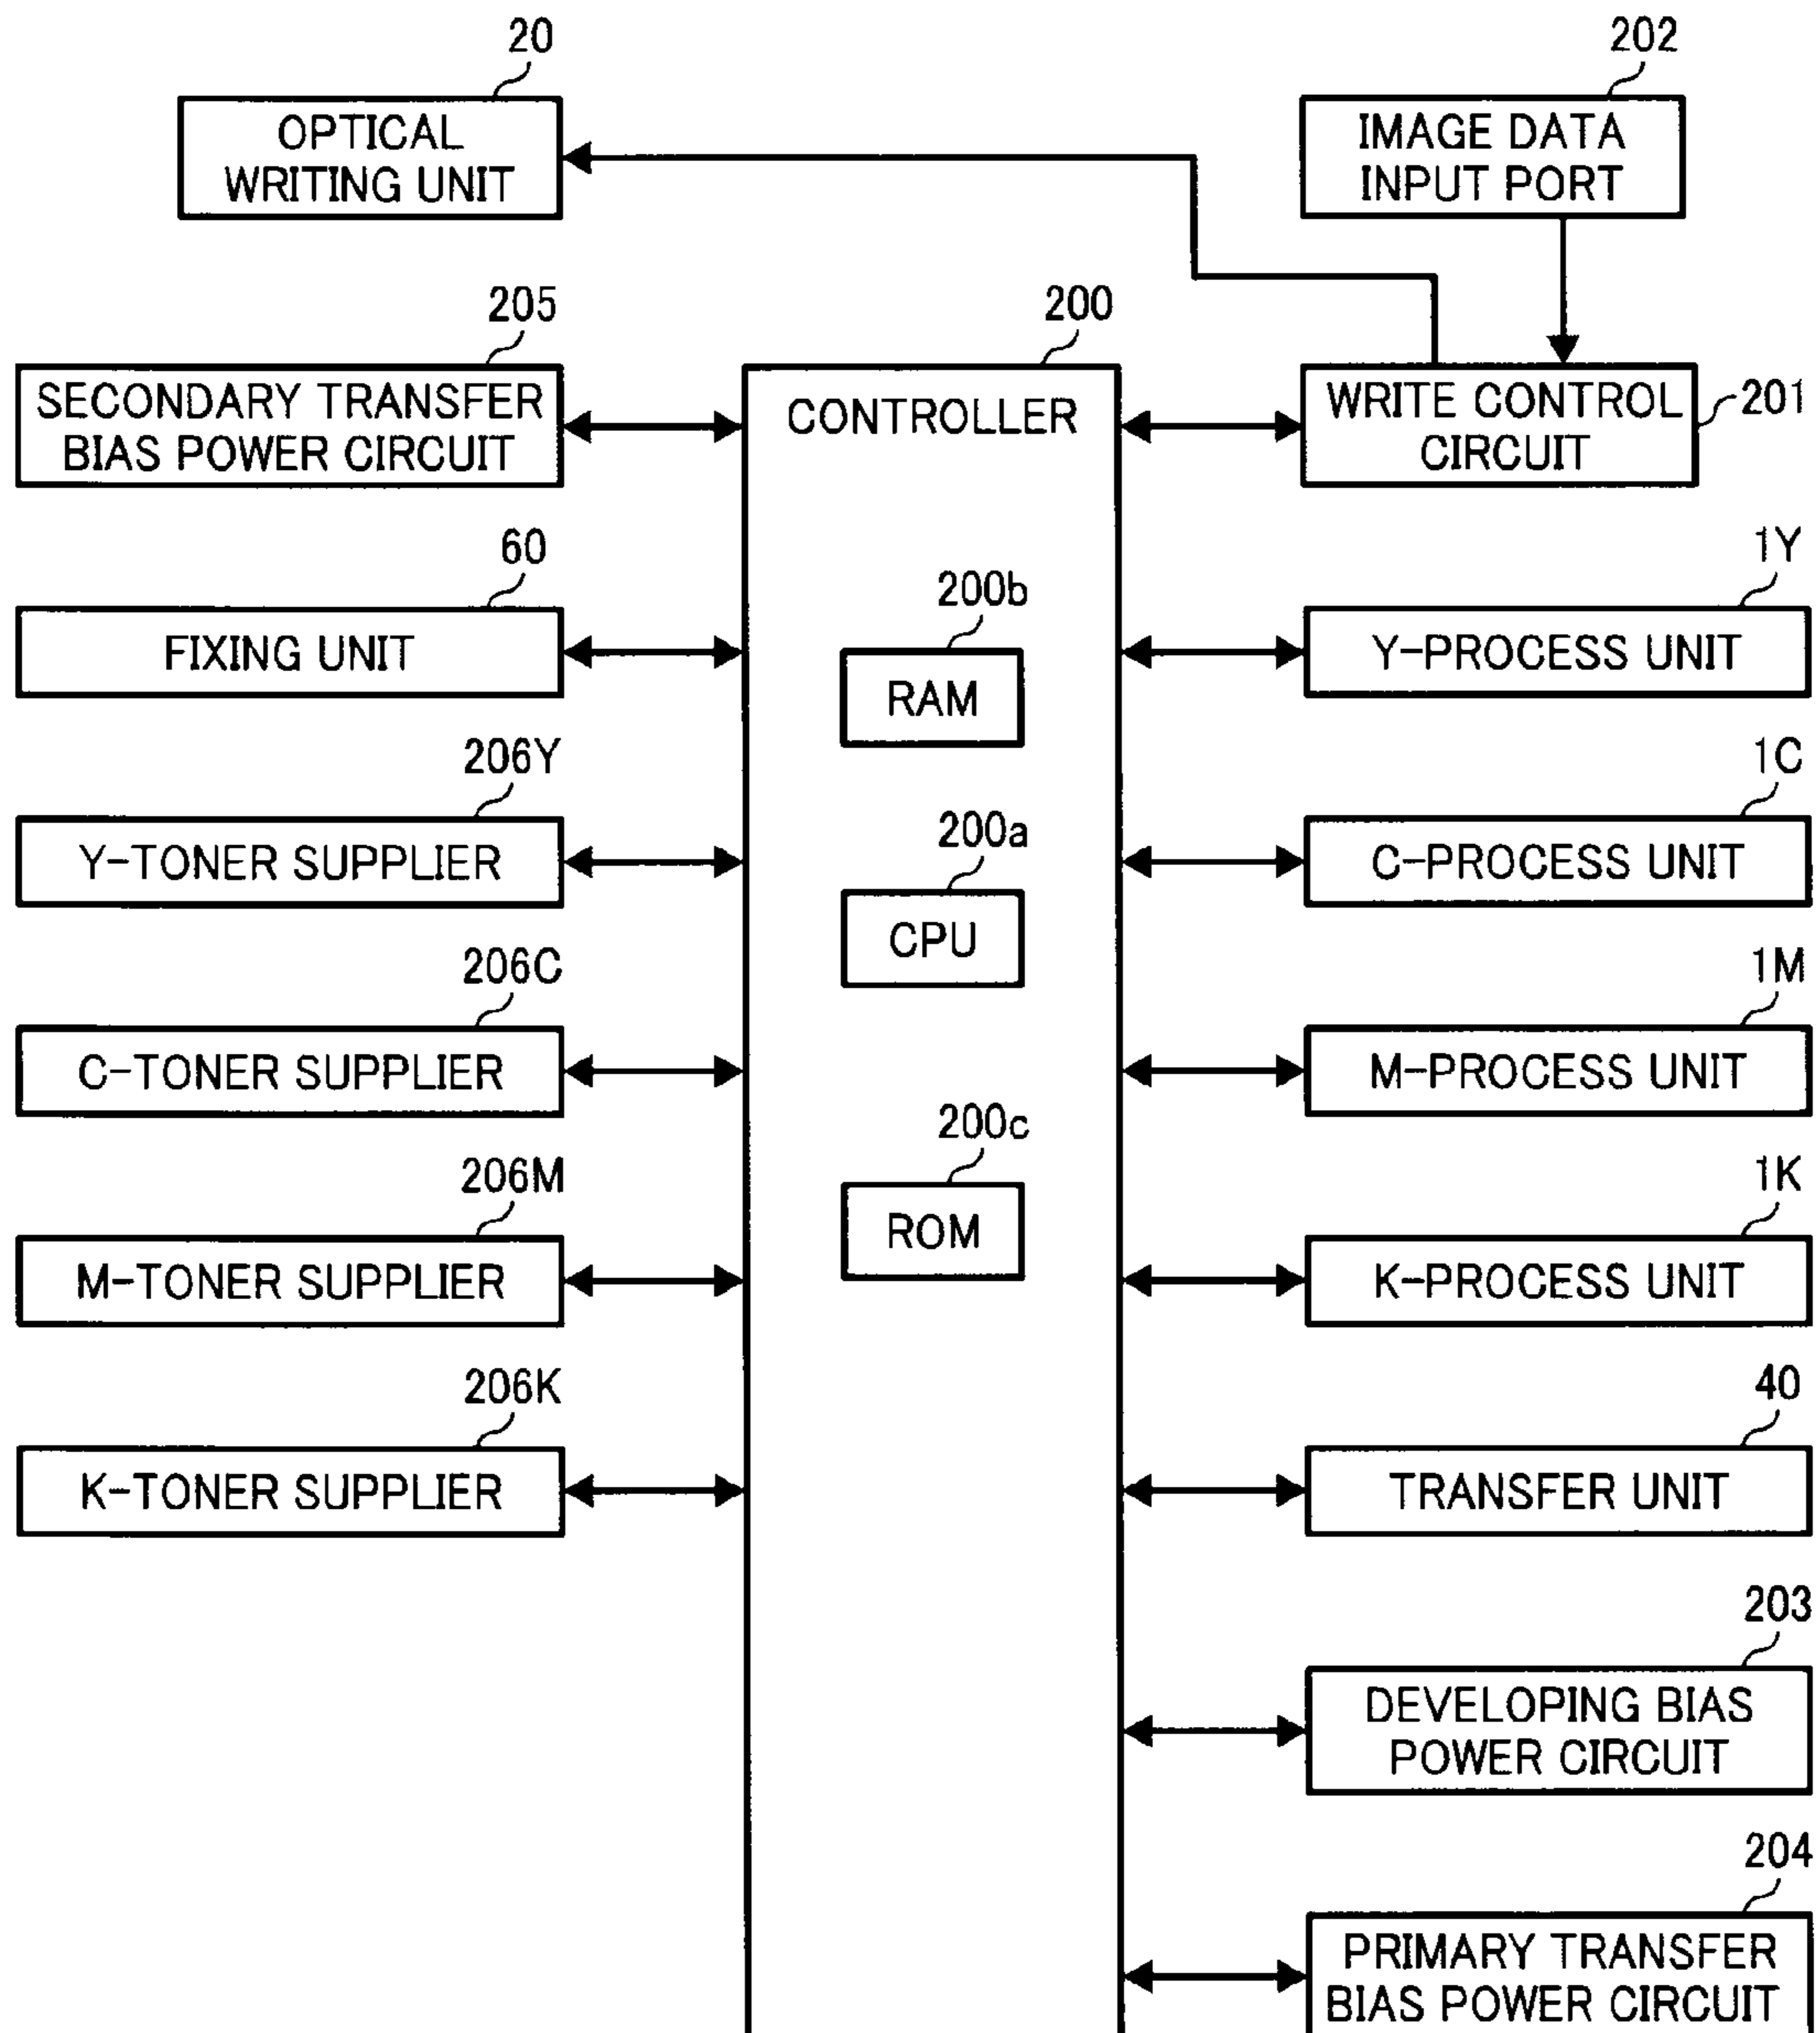 20
OPTICAL
WRITING UNIT
202
IMAGE DATA
INPUT PORT
205
SECONDARY TRANSFER
BIAS POWER CIRCUIT
200
CONTROLLER
WRITE CONTROL
CIRCUIT
201
60
FIXING UNIT
206Y
Y-TONER SUPPLIER
206C
C-TONER SUPPLIER
206M
M-TONER SUPPLIER
206K
K-TONER SUPPLIER
200b
RAM
200a
CPU
200c
ROM
1Y
Y-PROCESS UNIT
1C
C-PROCESS UNIT
1M
M-PROCESS UNIT
1K
K-PROCESS UNIT
40
TRANSFER UNIT
203
DEVELOPING BIAS
POWER CIRCUIT
204
PRIMARY TRANSFER
BIAS POWER CIRCUIT